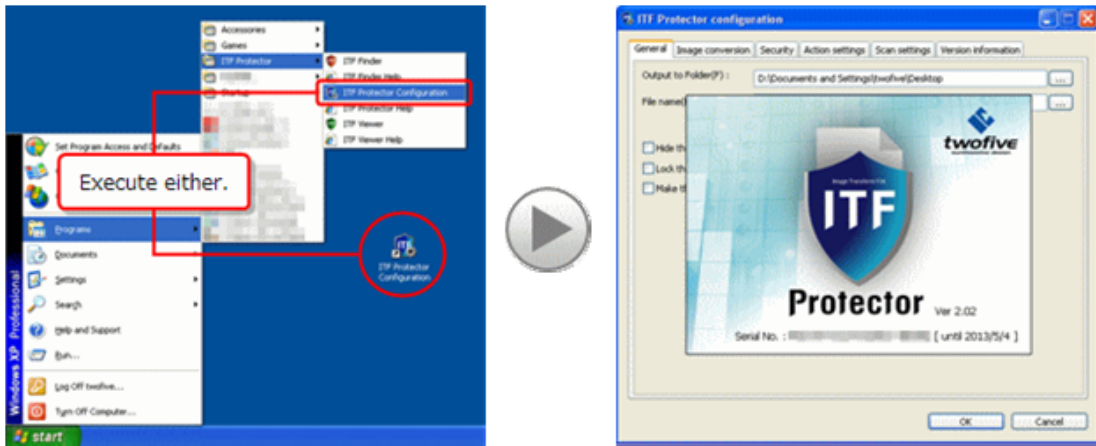 Accessories
Games
ITF Protector
Startup
ITF Finder
ITF Finder Help
ITF Protector Configuration
ITF Protector Help
ITF Viewer
ITF Viewer Help
Set Program Access and Defaults
Execute either.
Programs
Documents
Settings
Search
Help and Support
Run...
Log Off twofive...
Turn Off Computer...
Windows XP Professional
start
ITF Protector
Configuration
ITF Protector configuration
General Image conversion Security Action settings Scan settings Version information
Output to Folder(P) : D:\Documents and Settings\twofive\Desktop ...
File name( ...
Hide th
Lock th
Make th
twofive
ITF
Protector Ver 2.02
Serial No. : [ until 2013/5/4 ]
OK Cancel